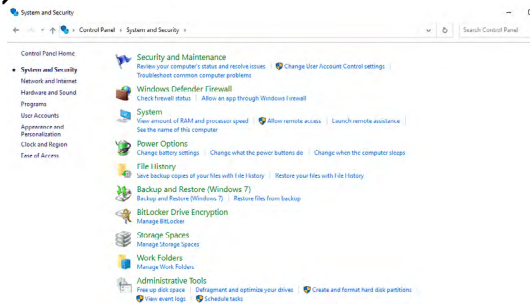 System and Security
Control Panel › System and Security ›
Search Control Panel
Control Panel Home
System and Security
Network and Internet
Hardware and Sound
Programs
User Accounts
Appearance and
Personalization
Clock and Region
Ease of Access
Security and Maintenance
Review your computer's status and resolve issues | Change User Account Control settings |
Troubleshoot common computer problems
Windows Defender Firewall
Check firewall status | Allow an app through Windows Firewall
System
View amount of RAM and processor speed | Allow remote access | Launch remote assistance |
See the name of this computer
Power Options
Change battery settings | Change what the power buttons do | Change when the computer sleeps
File History
Save backup copies of your files with File History | Restore your files with File History
Backup and Restore (Windows 7)
Backup and Restore (Windows 7) | Restore files from backup
BitLocker Drive Encryption
Manage BitLocker
Storage Spaces
Manage Storage Spaces
Work Folders
Manage Work Folders
Administrative Tools
Free up disk space | Defragment and optimize your drives | Create and format hard disk partitions |
View event logs | Schedule tasks